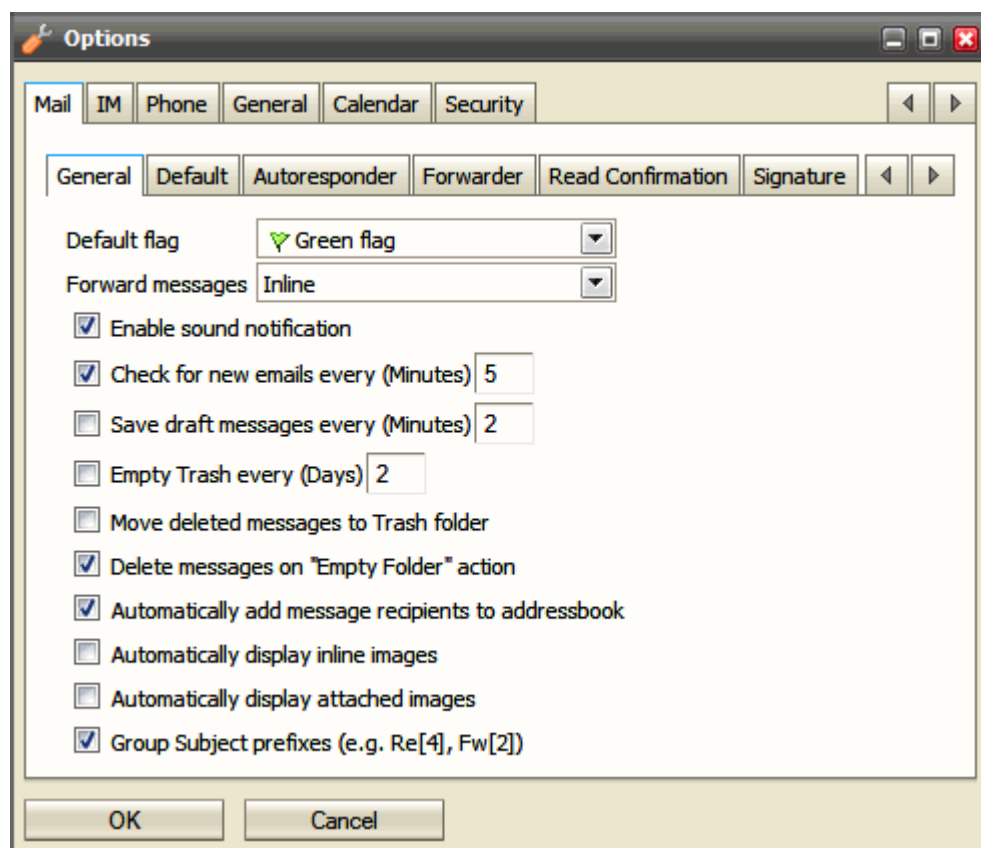 Options
Mail IM Phone General Calendar Security
General Default Autoresponder Forwarder Read Confirmation Signature
Default flag Green flag
Forward messages Inline
Enable sound notification
Check for new emails every (Minutes) 5
Save draft messages every (Minutes) 2
Empty Trash every (Days) 2
Move deleted messages to Trash folder
Delete messages on "Empty Folder" action
Automatically add message recipients to addressbook
Automatically display inline images
Automatically display attached images
Group Subject prefixes (e.g. Re[4], Fw[2])
OK Cancel